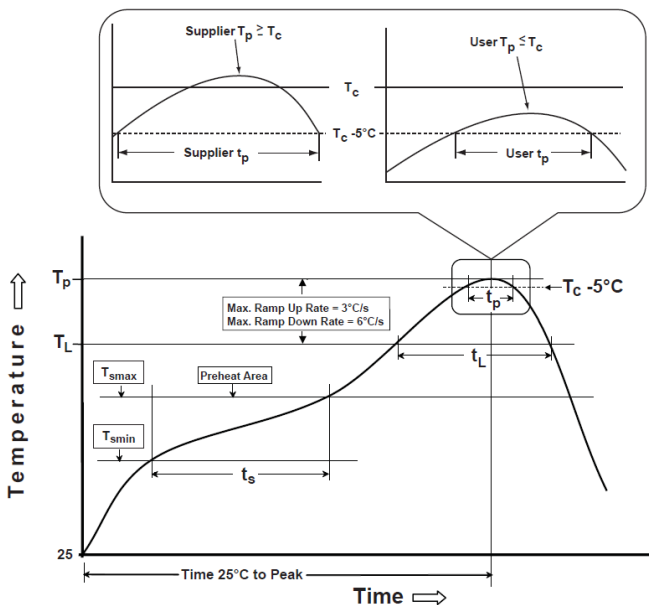 Supplier Tp ≥ Tc
User Tp ≤ Tc
Tc
Tc -5°C
Supplier tp
User tp
Tp
Tc -5°C
tp
Max. Ramp Up Rate = 3°C/s
Max. Ramp Down Rate = 6°C/s
TL
tL
Tsmax
Preheat Area
Tsmin
ts
Temperature
25
Time 25°C to Peak
Time